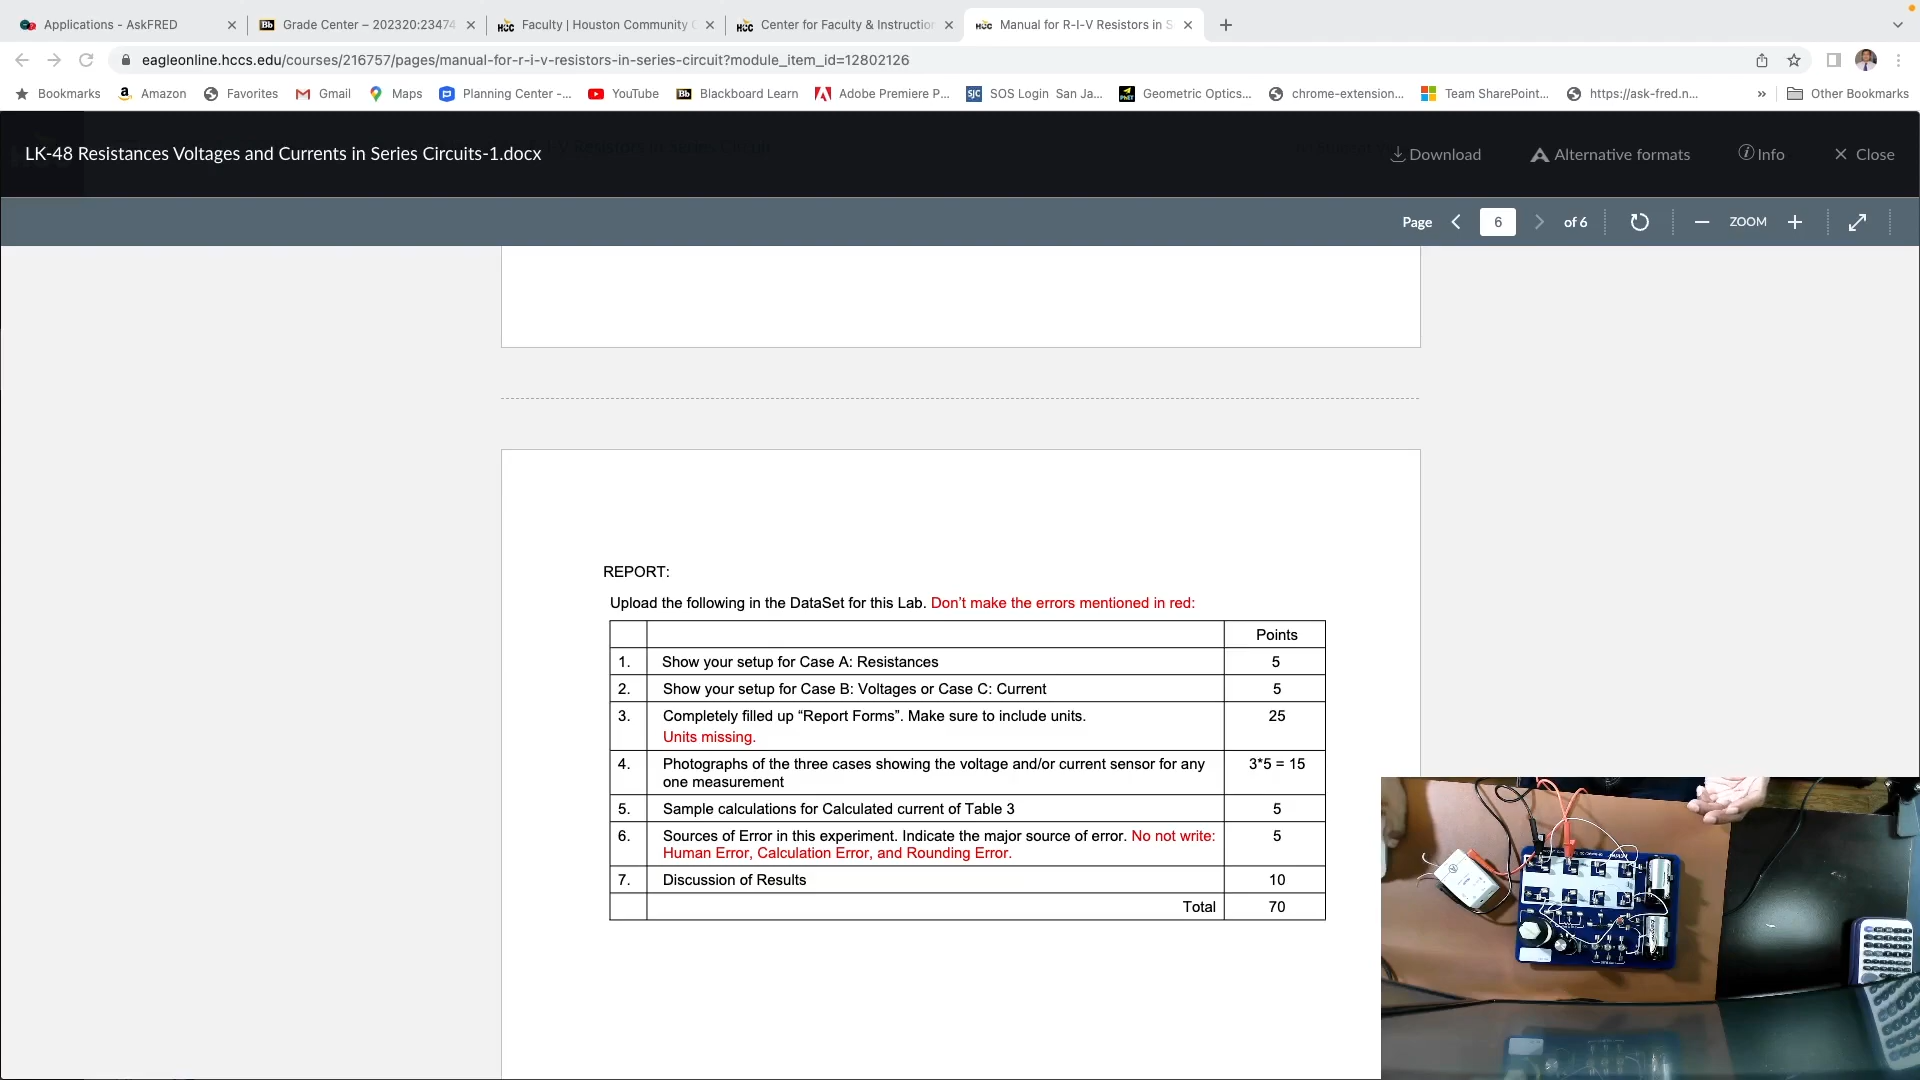 Applications - AskFRED
Grade Center – 202320:23474
Faculty | Houston Community C
Center for Faculty & Instruction
Manual for R-I-V Resistors in S
eagleonline.hccs.edu/courses/216757/pages/manual-for-r-i-v-resistors-in-series-circuit?module_item_id=12802126
Bookmarks
Amazon
Favorites
Gmail
Maps
Planning Center -...
YouTube
Blackboard Learn
Adobe Premiere P...
SOS Login San Ja...
Geometric Optics...
chrome-extension...
Team SharePoint...
https://ask-fred.n...
»
Other Bookmarks
LK-48 Resistances Voltages and Currents in Series Circuits-1.docx
Download
Alternative formats
Info
Close
Page 6 of 6
ZOOM
REPORT:
Upload the following in the DataSet for this Lab. Don't make the errors mentioned in red:
Points
1. Show your setup for Case A: Resistances 5
2. Show your setup for Case B: Voltages or Case C: Current 5
3. Completely filled up “Report Forms”. Make sure to include units. 25
Units missing.
4. Photographs of the three cases showing the voltage and/or current sensor for any 3*5 = 15
one measurement
5. Sample calculations for Calculated current of Table 3 5
6. Sources of Error in this experiment. Indicate the major source of error. No not write: 5
Human Error, Calculation Error, and Rounding Error.
7. Discussion of Results 10
Total 70